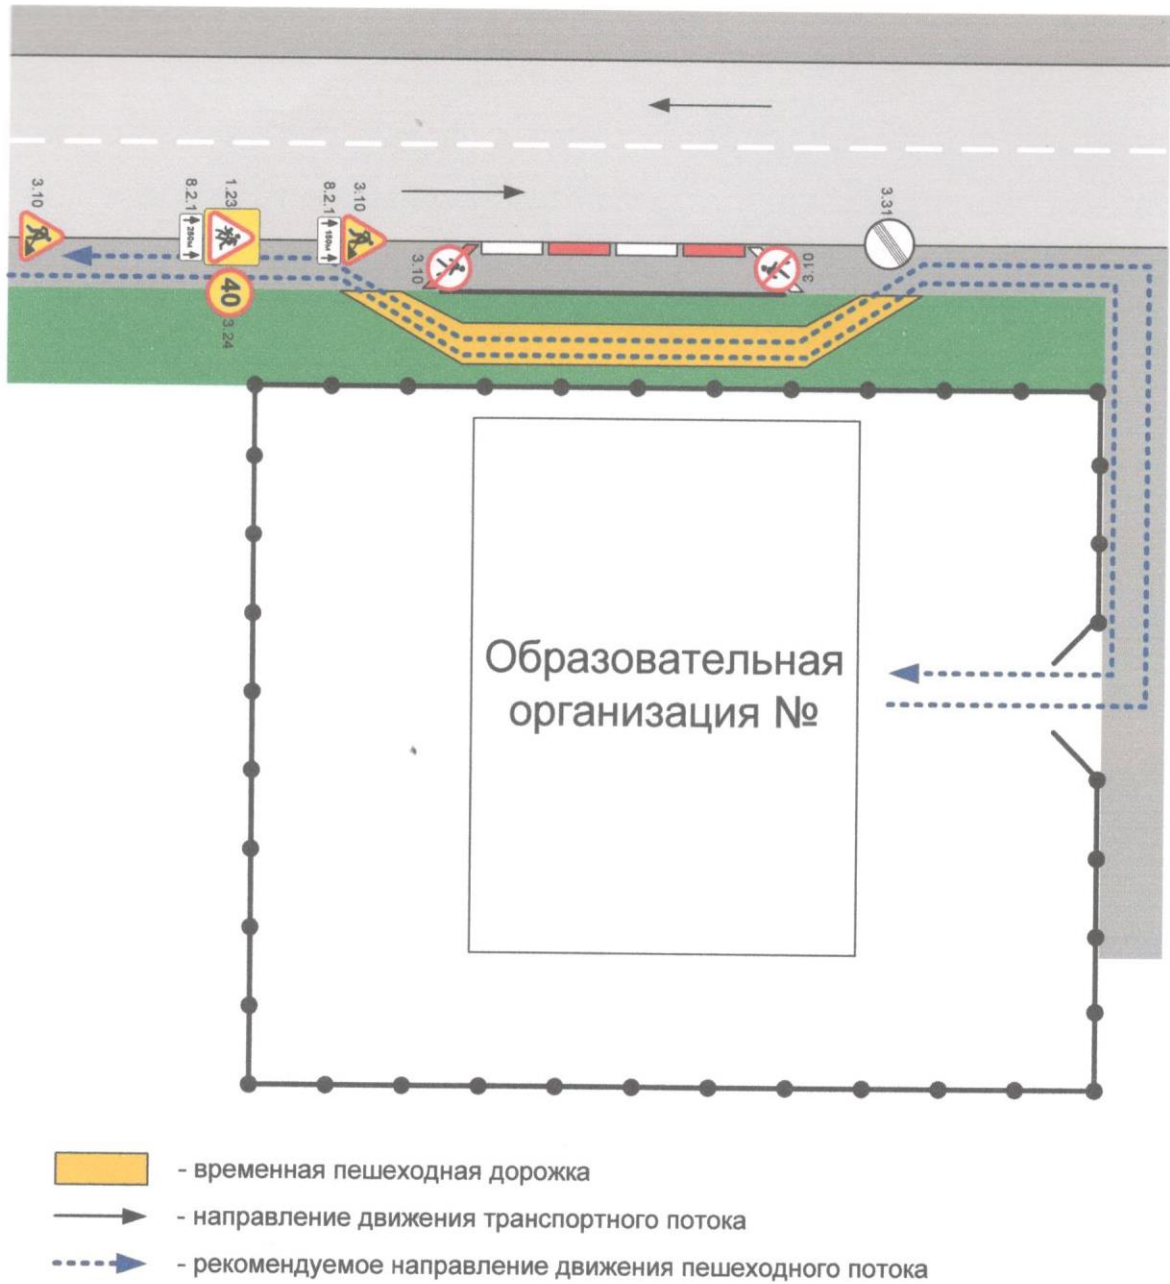 3.10
8.2.1
250м
1.23
40
3.24
8.2.1
150м
3.10
3.10
3.10
3.31
Образовательная
организация №
- временная пешеходная дорожка
- направление движения транспортного потока
- рекомендуемое направление движения пешеходного потока